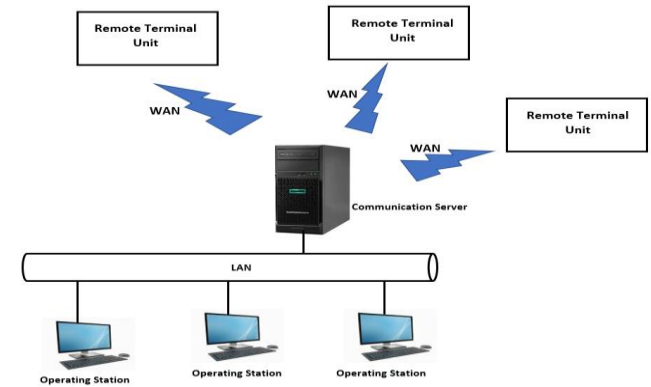 Remote Terminal
Unit
Remote Terminal
Unit
WAN
WAN
Remote Terminal
Unit
WAN
Communication Server
LAN
Operating Station
Operating Station
Operating Station